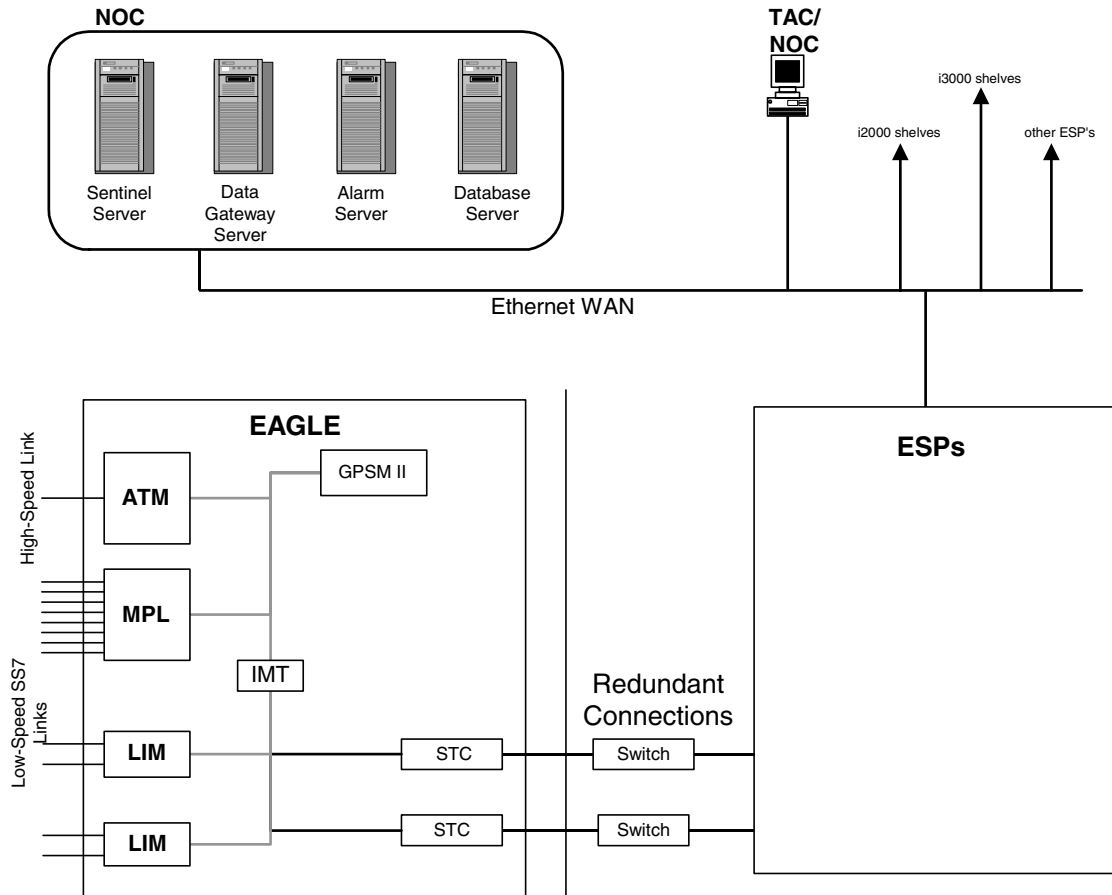 NOC
TAC/
NOC
i3000 shelves
i2000 shelves
other ESP's
Sentinel
Server
Data
Gateway
Server
Alarm
Server
Database
Server
Ethernet WAN
EAGLE
ESPs
High-Speed Link
ATM
GPSM II
MPL
IMT
Low-Speed SS7
Links
Redundant
Connections
LIM
STC
Switch
LIM
STC
Switch